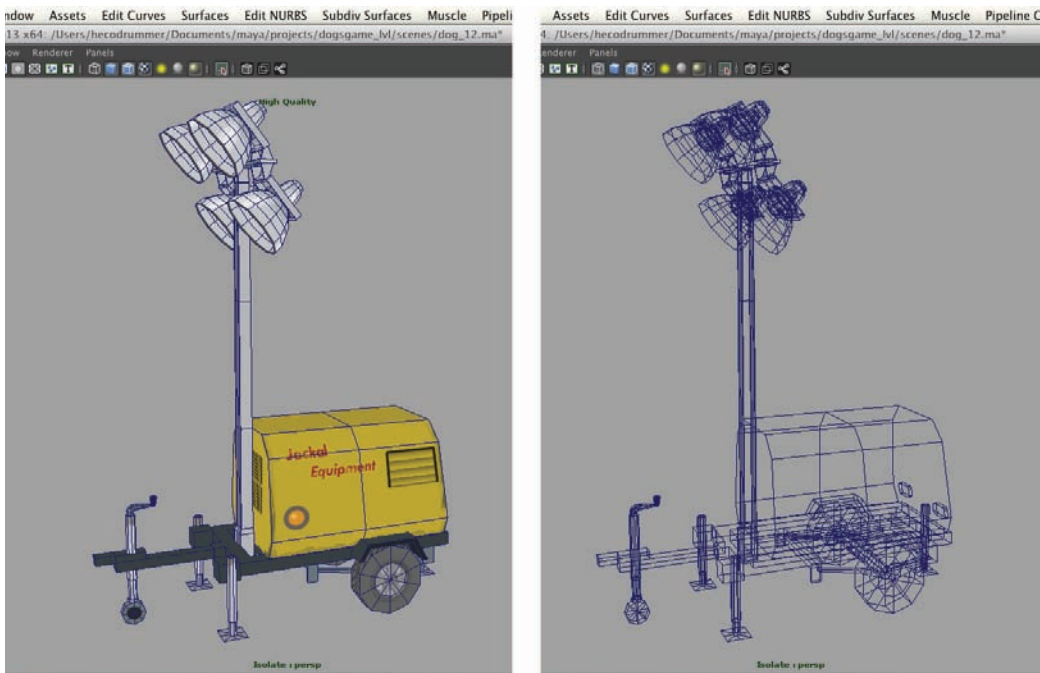 ndow Assets Edit Curves Surfaces Edit NURBS Subdiv Surfaces Muscle Pipeli
13 x64: /Users/hecodrummer/Documents/maya/projects/dogsgame_lvl/scenes/dog_12.ma*
ow Renderer Panels
High Quality
Jackal
Equipment
Isolate : persp
Assets Edit Curves Surfaces Edit NURBS Subdiv Surfaces Muscle Pipeline C
4: /Users/hecodrummer/Documents/maya/projects/dogsgame_lvl/scenes/dog_12.ma*
enderer Panels
Isolate : persp